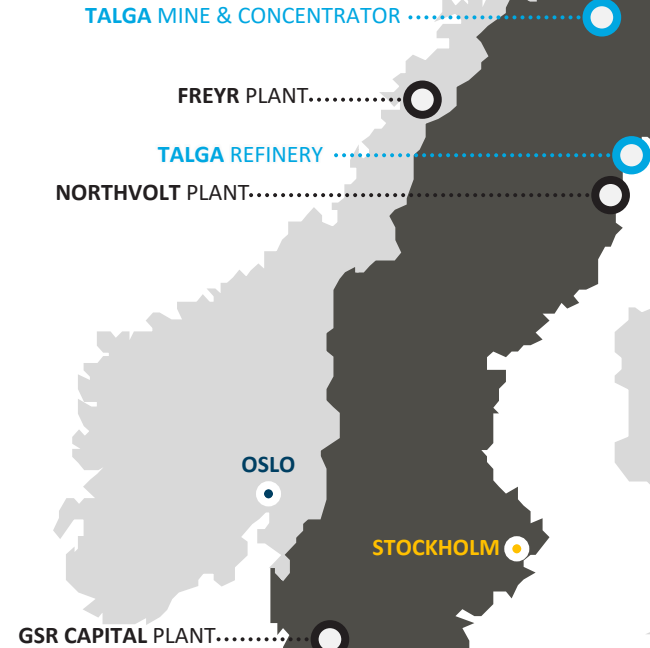 TALGA MINE & CONCENTRATOR
FREYR PLANT
TALGA REFINERY
NORTHVOLT PLANT
OSLO
STOCKHOLM
GSR CAPITAL PLANT